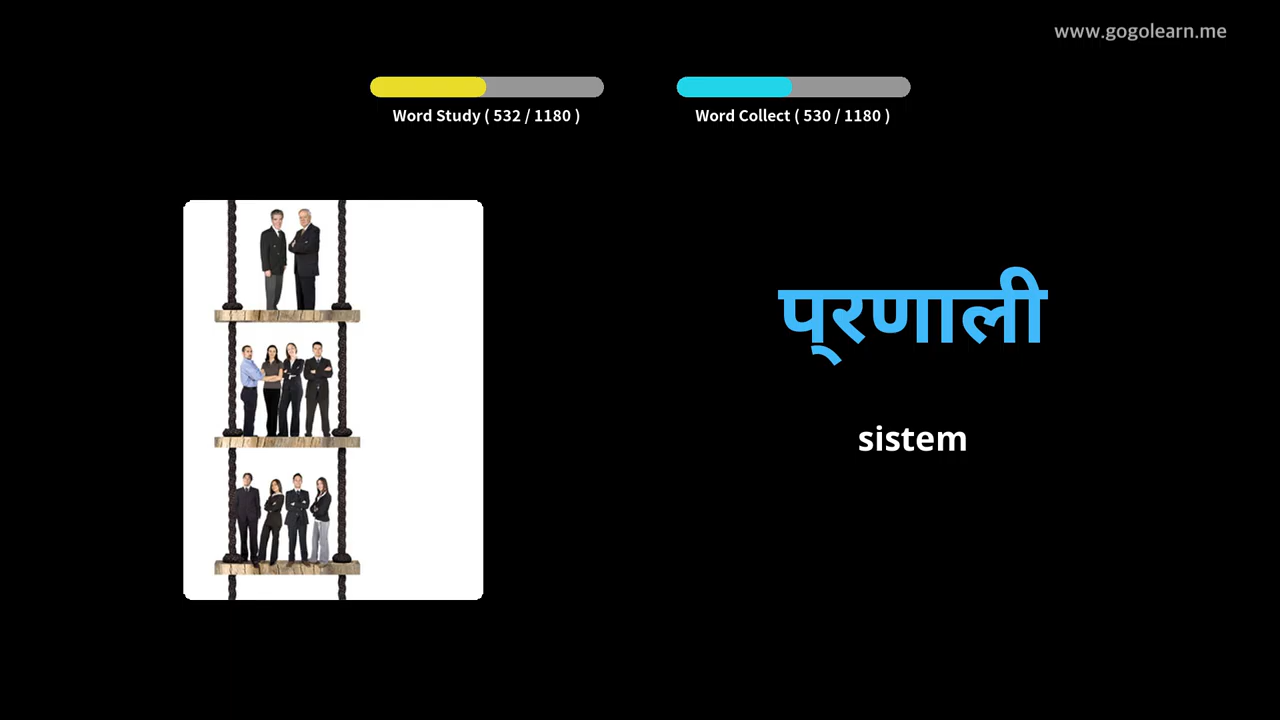 www.gogolearn.me
Word Study ( 532 / 1180 )
Word Collect ( 530 / 1180 )
प्रणाली
sistem